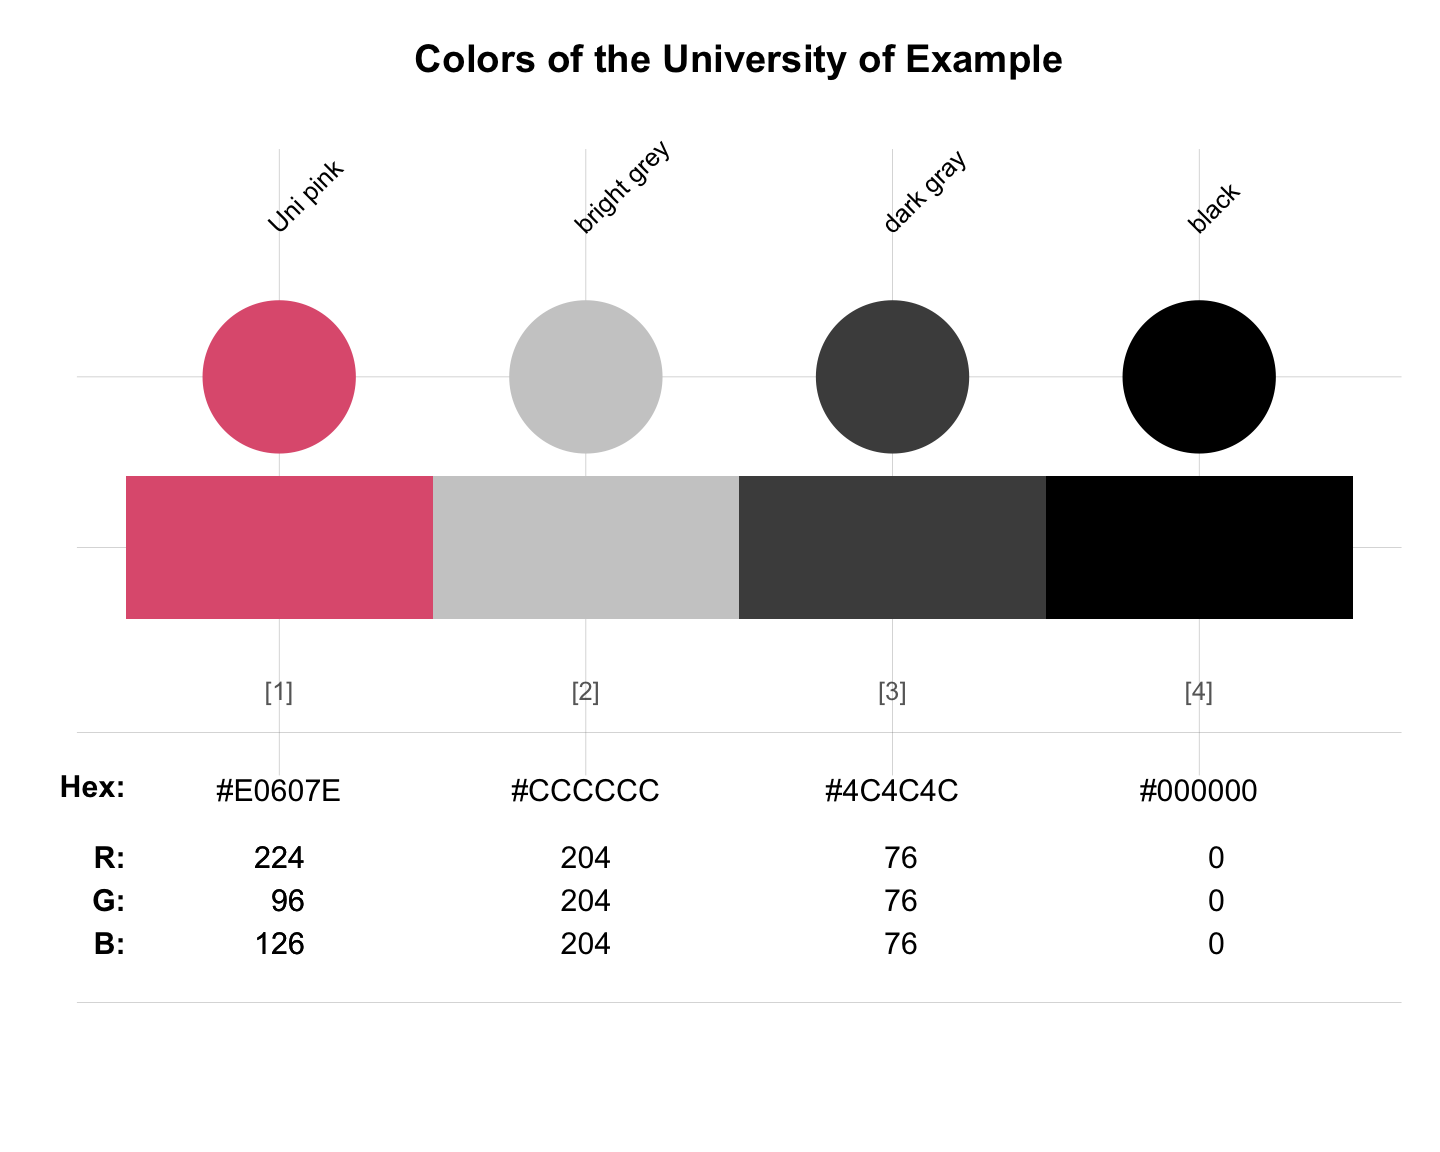 Colors of the University of Example
Uni pink bright grey dark gray black
[1] [2] [3] [4]
Hex: #E0607E #CCCCCC #4C4C4C #000000
R: 224 204 76 0
G: 96 204 76 0
B: 126 204 76 0